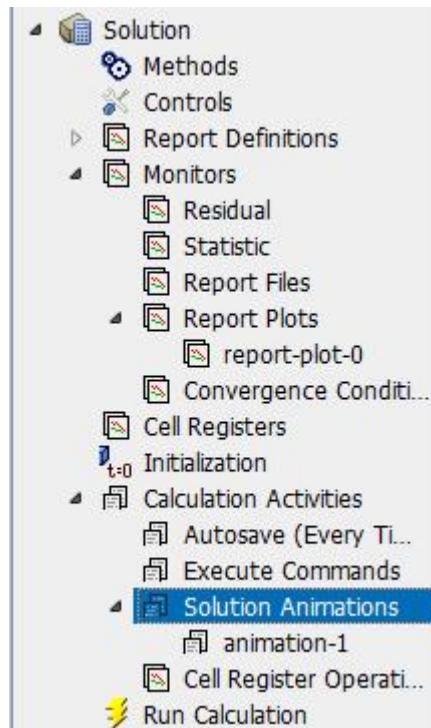 Solution
Methods
Controls
Report Definitions
Monitors
Residual
Statistic
Report Files
Report Plots
report-plot-0
Convergence Conditi...
Cell Registers
t=0 Initialization
Calculation Activities
Autosave (Every Ti...
Execute Commands
Solution Animations
animation-1
Cell Register Operati...
Run Calculation